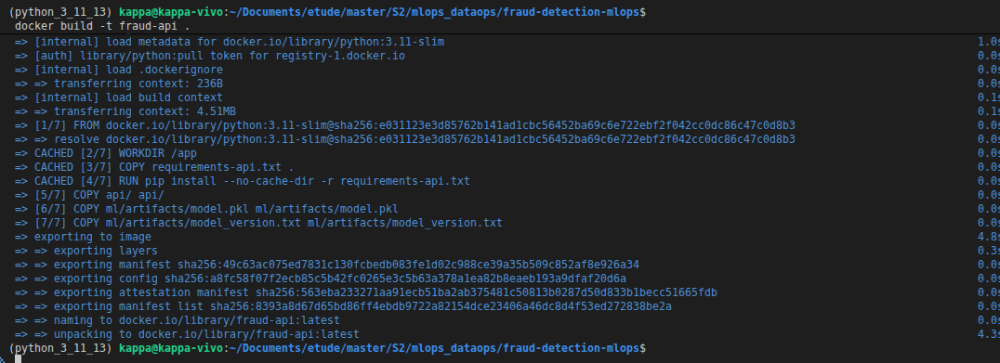 (python_3_11_13) kappa@kappa-vivo:~/Documents/etude/master/S2/mlops_dataops/fraud-detection-mlops$
docker build -t fraud-api .
=> [internal] load metadata for docker.io/library/python:3.11-slim 1.0s
=> [auth] library/python:pull token for registry-1.docker.io 0.0s
=> [internal] load .dockerignore 0.0s
=> => transferring context: 236B 0.0s
=> [internal] load build context 0.1s
=> => transferring context: 4.51MB 0.1s
=> [1/7] FROM docker.io/library/python:3.11-slim@sha256:e031123e3d85762b141ad1cbc56452ba69c6e722ebf2f042cc0dc86c47c0d8b3 0.0s
=> => resolve docker.io/library/python:3.11-slim@sha256:e031123e3d85762b141ad1cbc56452ba69c6e722ebf2f042cc0dc86c47c0d8b3 0.0s
=> CACHED [2/7] WORKDIR /app 0.0s
=> CACHED [3/7] COPY requirements-api.txt . 0.0s
=> CACHED [4/7] RUN pip install --no-cache-dir -r requirements-api.txt 0.0s
=> [5/7] COPY api/ api/ 0.0s
=> [6/7] COPY ml/artifacts/model.pkl ml/artifacts/model.pkl 0.0s
=> [7/7] COPY ml/artifacts/model_version.txt ml/artifacts/model_version.txt 0.0s
=> exporting to image 4.8s
=> => exporting layers 0.3s
=> => exporting manifest sha256:49c63ac075ed7831c130fcbedb083fe1d02c988ce39a35b509c852af8e926a34 0.0s
=> => exporting config sha256:a8fc58f07f2ecb85c5b42fc0265e3c5b63a378a1ea82b8eaeb193a9dfaf20d6a 0.0s
=> => exporting attestation manifest sha256:563eba233271aa91ecb51ba2ab375481c50813b0287d50d833b1becc51665fdb 0.0s
=> => exporting manifest list sha256:8393a8d67d65bd86ff4ebdb9722a82154dce23406a46dc8d4f53ed272838be2a 0.0s
=> => naming to docker.io/library/fraud-api:latest 0.0s
=> => unpacking to docker.io/library/fraud-api:latest 4.3s
(python_3_11_13) kappa@kappa-vivo:~/Documents/etude/master/S2/mlops_dataops/fraud-detection-mlops$